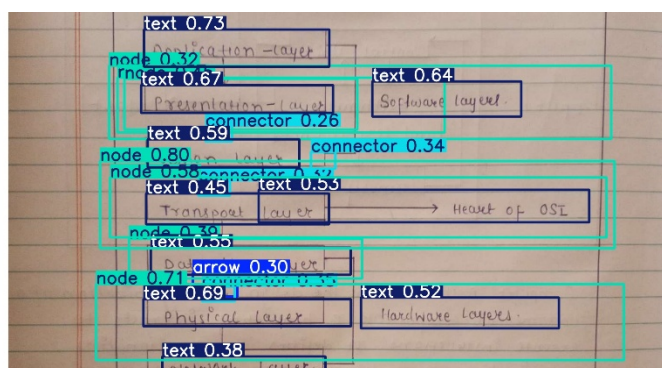 text 0.73
Application-layer
node 0.32
text 0.67 text 0.64
Presentation-Layer Software layers.
connector 0.26
text 0.59
connector 0.34
node 0.80
layer
node 0.58
text 0.45 text 0.53
Transport layer → Heart of OSI
node 0.39
text 0.55
layer
arrow 0.30
node 0.71
text 0.69 text 0.52
Physical layer Hardware layers.
text 0.38